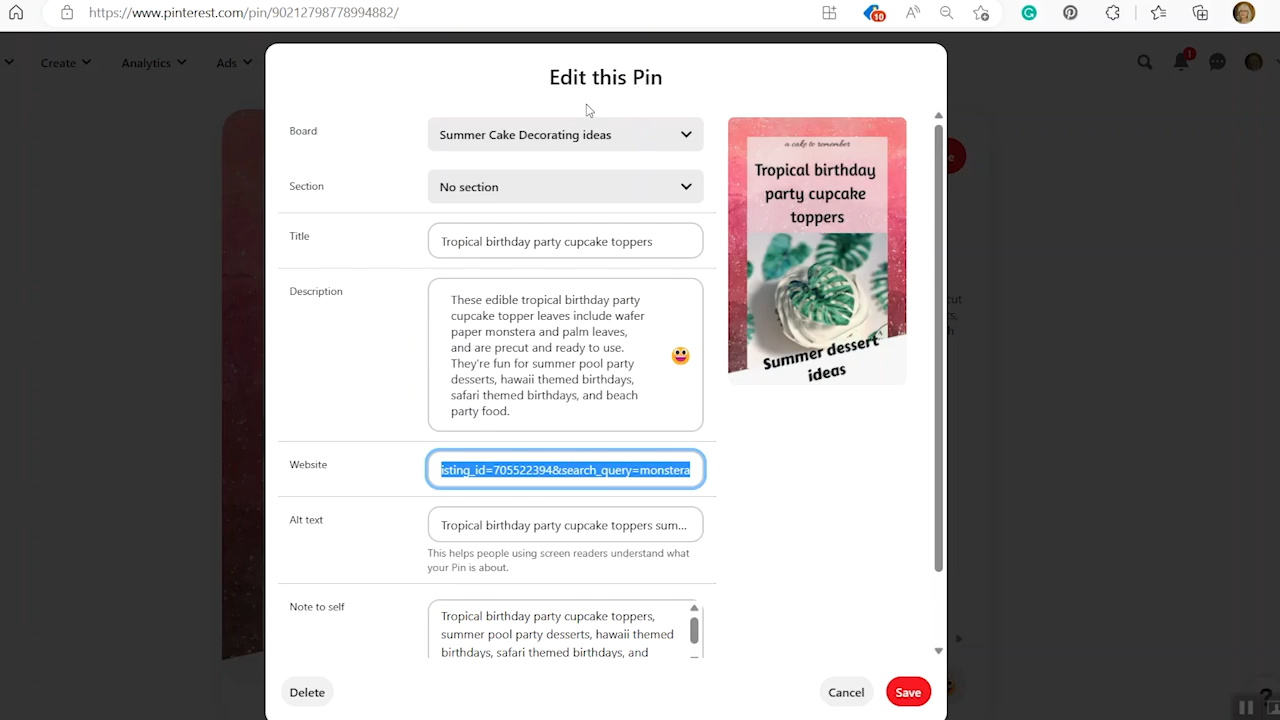 https://www.pinterest.com/pin/90212798778994882/
10
Create
Analytics
Ads
1
Edit this Pin
Board
Summer Cake Decorating ideas
Section
No section
Title
Tropical birthday party cupcake toppers
Description
These edible tropical birthday party
cupcake topper leaves include wafer
paper monstera and palm leaves,
and are precut and ready to use.
They're fun for summer pool party
desserts, hawaii themed birthdays,
safari themed birthdays, and beach
party food.
Website
isting_id=705522394&search_query=monstera
Alt text
Tropical birthday party cupcake toppers sum...
This helps people using screen readers understand what
your Pin is about.
Note to self
Tropical birthday party cupcake toppers,
summer pool party desserts, hawaii themed
birthdays, safari themed birthdays, and
a cake to remember
Tropical birthday
party cupcake
toppers
Summer dessert
ideas
Delete
Cancel
Save